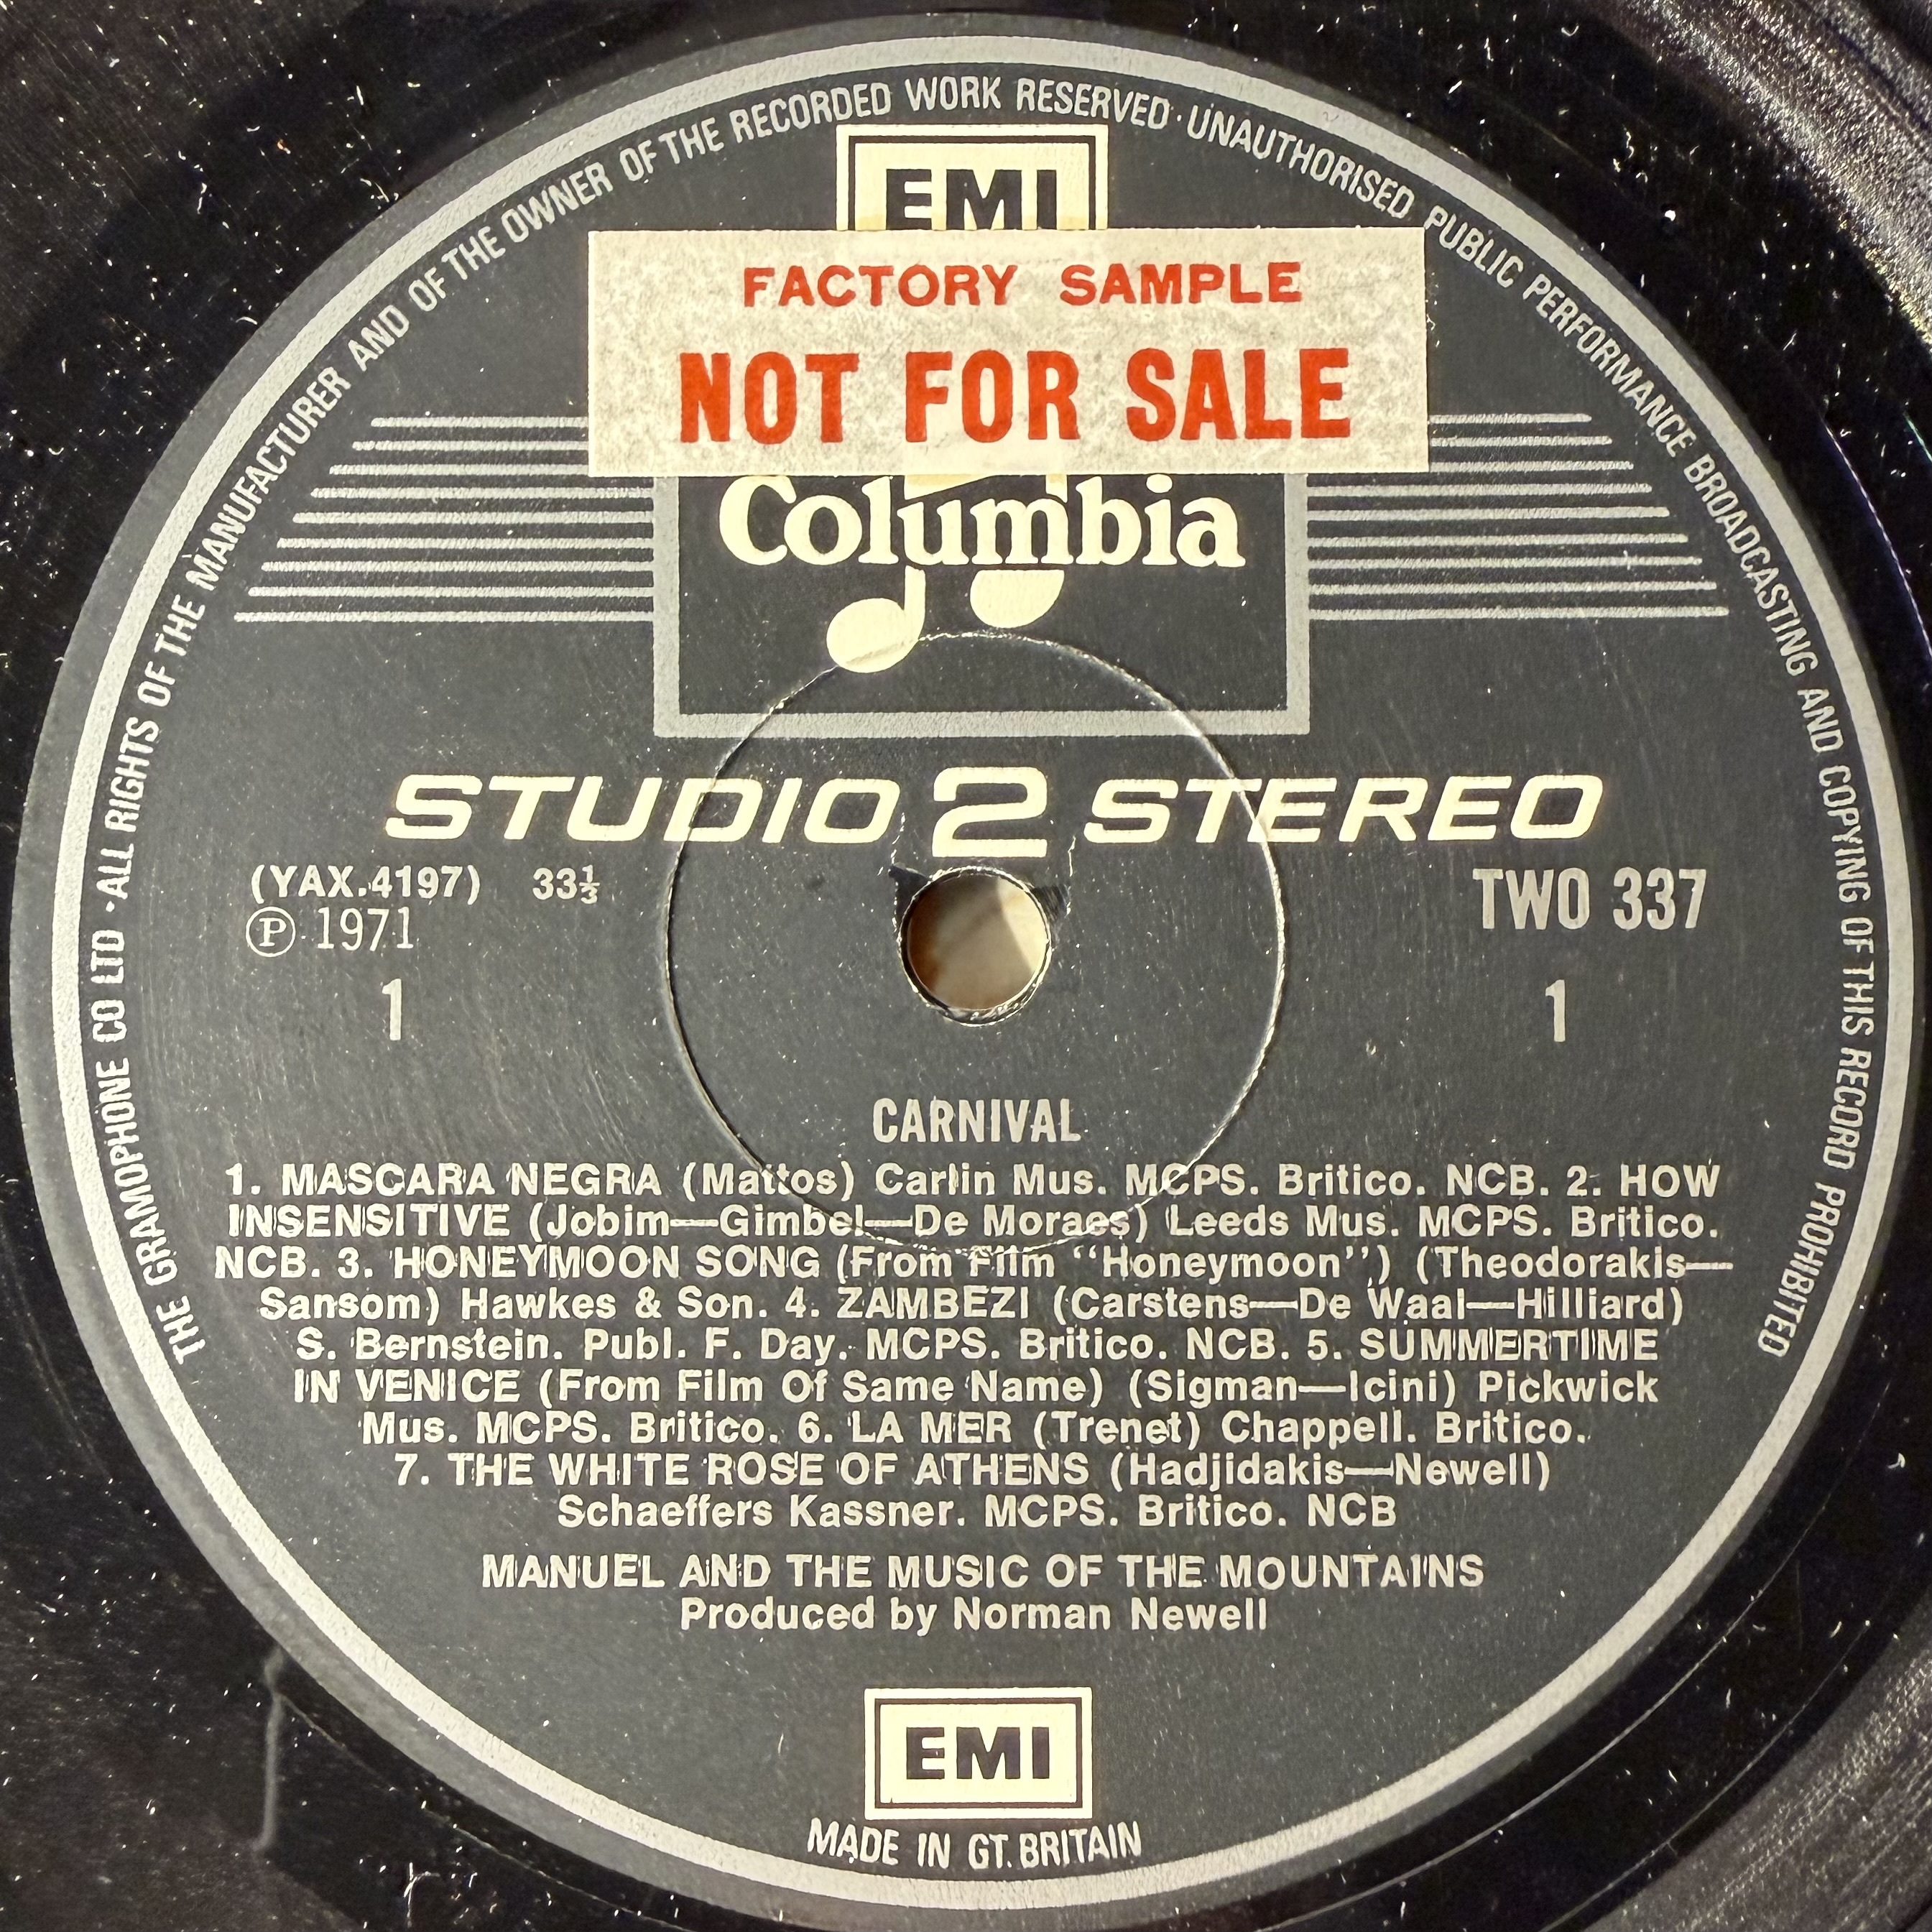 THE GRAMOPHONE CO LTD · ALL RIGHTS OF THE MANUFACTURER AND OF THE OWNER OF THE RECORDED WORK RESERVED · UNAUTHORISED PUBLIC PERFORMANCE BROADCASTING AND COPYING OF THIS RECORD PROHIBITED
EMI
FACTORY SAMPLE
NOT FOR SALE
Columbia
STUDIO 2 STEREO
(YAX.4197) 33⅓
TWO 337
Ⓟ 1971
1
1
CARNIVAL
1. MASCARA NEGRA (Mattos) Carlin Mus. MCPS. Britico. NCB. 2. HOW
INSENSITIVE (Jobim—Gimbel—De Moraes) Leeds Mus. MCPS. Britico.
NCB. 3. HONEYMOON SONG (From Film "Honeymoon") (Theodorakis—
Sansom) Hawkes & Son. 4. ZAMBEZI (Carstens—De Waal—Hilliard)
S. Bernstein. Publ. F. Day. MCPS. Britico. NCB. 5. SUMMERTIME
IN VENICE (From Film Of Same Name) (Sigman—Icini) Pickwick
Mus. MCPS. Britico. 6. LA MER (Trenet) Chappell. Britico.
7. THE WHITE ROSE OF ATHENS (Hadjidakis—Newell)
Schaeffers Kassner. MCPS. Britico. NCB
MANUEL AND THE MUSIC OF THE MOUNTAINS
Produced by Norman Newell
EMI
MADE IN GT. BRITAIN